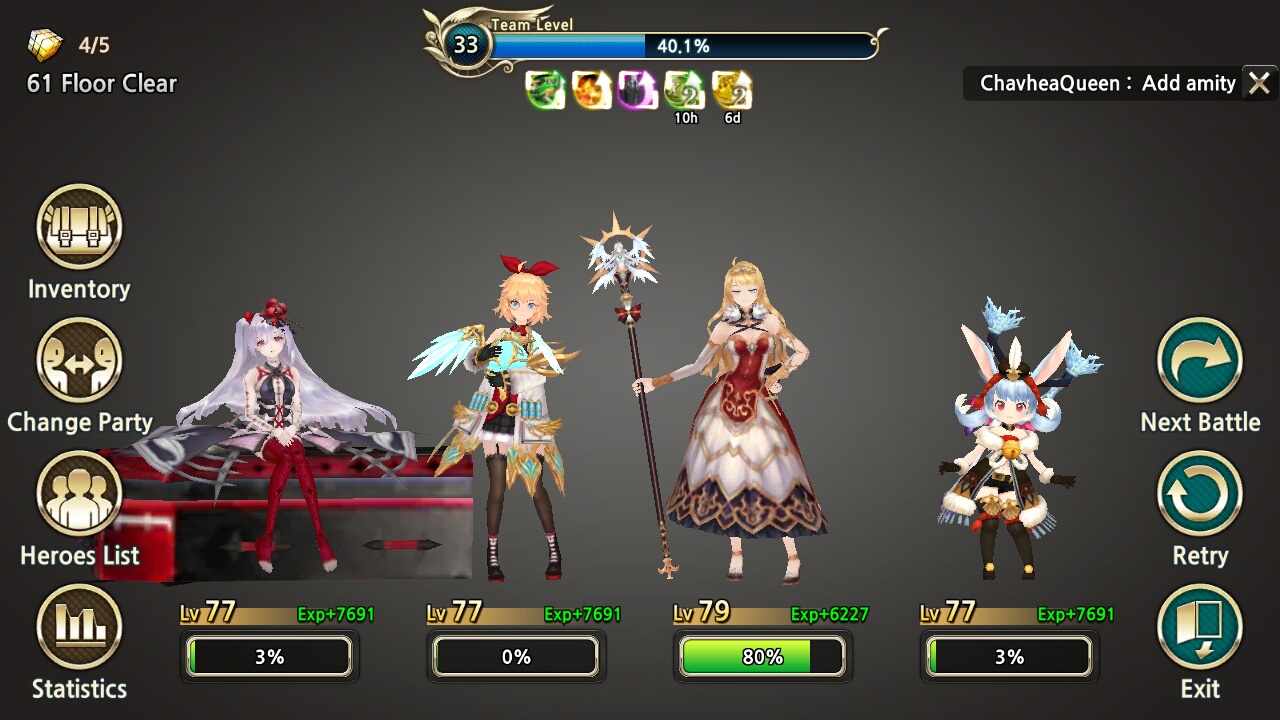 Team Level
33
40.1%
4/5
61 Floor Clear
ChavheaQueen : Add amity
2
2
10h
6d
Inventory
Change Party
Heroes List
Statistics
Next Battle
Retry
Exit
Lv 77 Exp+7691
3%
Lv 77 Exp+7691
0%
Lv 79 Exp+6227
80%
Lv 77 Exp+7691
3%